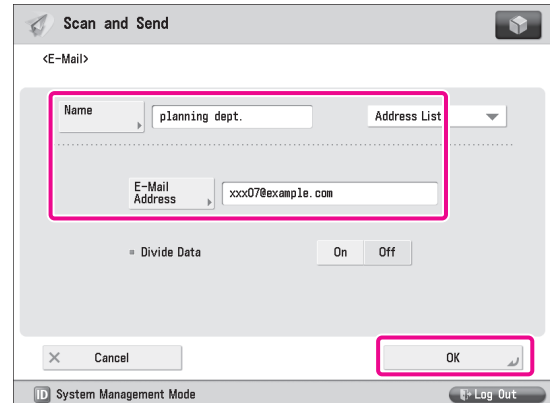 Scan and Send
<E-Mail>
Name
planning dept.
Address List
E-Mail
Address
xxx07@example.com
Divide Data
On
Off
Cancel
OK
ID System Management Mode
Log Out